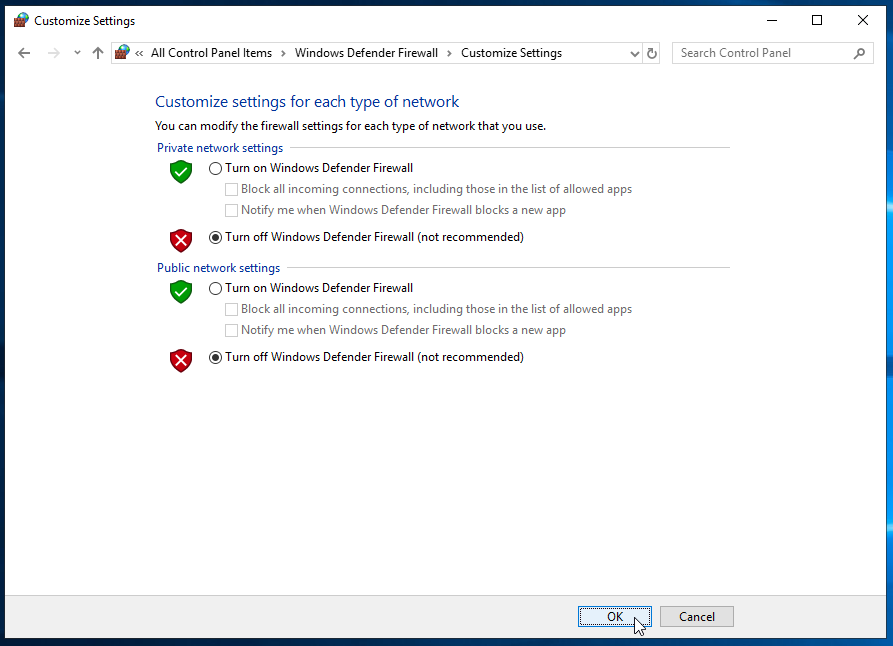 Customize Settings
« All Control Panel Items › Windows Defender Firewall › Customize Settings
Search Control Panel
Customize settings for each type of network
You can modify the firewall settings for each type of network that you use.
Private network settings
Turn on Windows Defender Firewall
Block all incoming connections, including those in the list of allowed apps
Notify me when Windows Defender Firewall blocks a new app
Turn off Windows Defender Firewall (not recommended)
Public network settings
Turn on Windows Defender Firewall
Block all incoming connections, including those in the list of allowed apps
Notify me when Windows Defender Firewall blocks a new app
Turn off Windows Defender Firewall (not recommended)
OK
Cancel